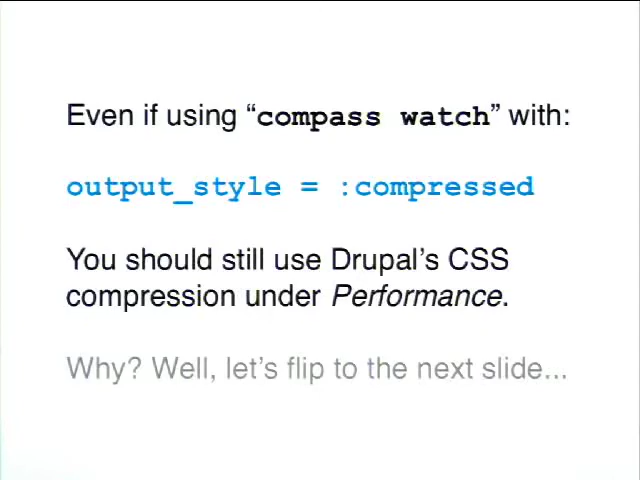 Even if using “compass watch” with:
output_style = :compressed
You should still use Drupal’s CSS
compression under Performance.
Why? Well, let’s flip to the next slide...